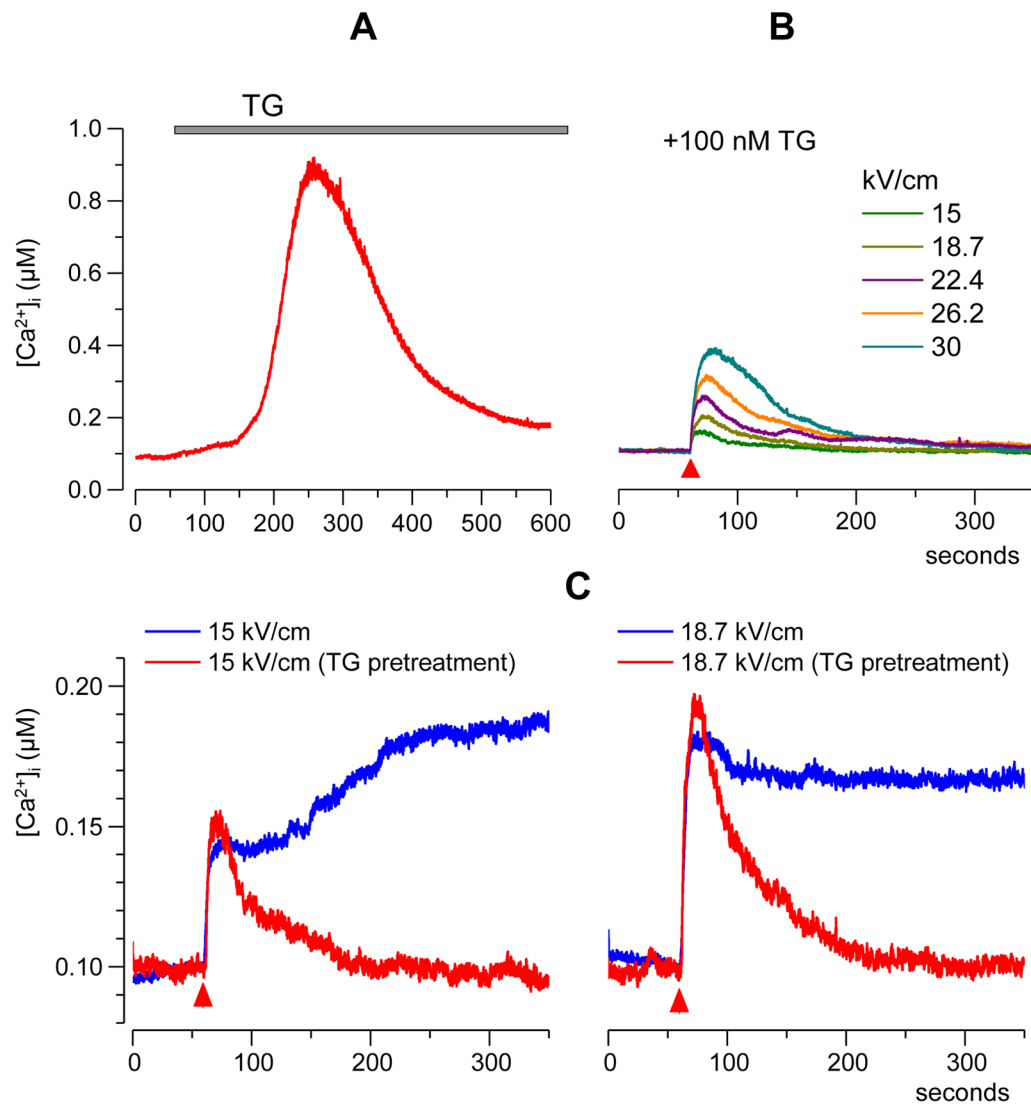 A
B
TG
+100 nM TG
kV/cm
15
18.7
22.4
26.2
30
[Ca²⁺]ᵢ (μM)
1.0
0.8
0.6
0.4
0.2
0.0
0 100 200 300 400 500 600
0 100 200 300
seconds
C
15 kV/cm
15 kV/cm (TG pretreatment)
18.7 kV/cm
18.7 kV/cm (TG pretreatment)
[Ca²⁺]ᵢ (μM)
0.20
0.15
0.10
0 100 200 300
0 100 200 300
seconds